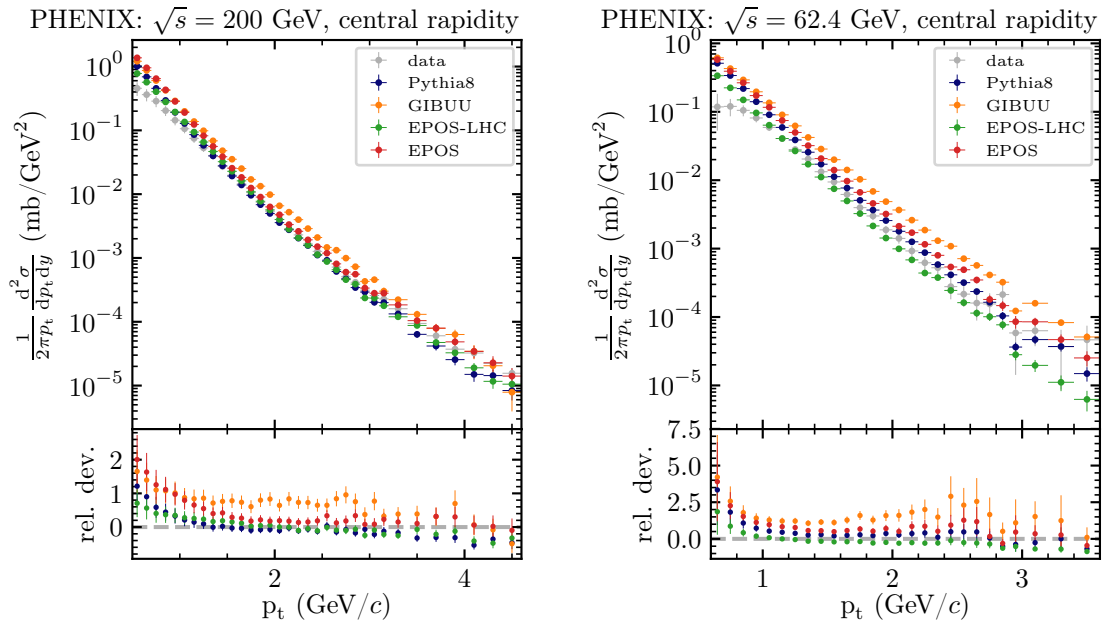 PHENIX: √s = 200 GeV, central rapidity
10^0
10^-1
10^-2
10^-3
10^-4
10^-5
1/(2πp_t) d²σ/(dp_t dy) (mb/GeV²)
data
Pythia8
GIBUU
EPOS-LHC
EPOS
2
1
0
rel. dev.
2
4
p_t (GeV/c)
PHENIX: √s = 62.4 GeV, central rapidity
10^0
10^-1
10^-2
10^-3
10^-4
10^-5
1/(2πp_t) d²σ/(dp_t dy) (mb/GeV²)
data
Pythia8
GIBUU
EPOS-LHC
EPOS
7.5
5.0
2.5
0.0
rel. dev.
1
2
3
p_t (GeV/c)